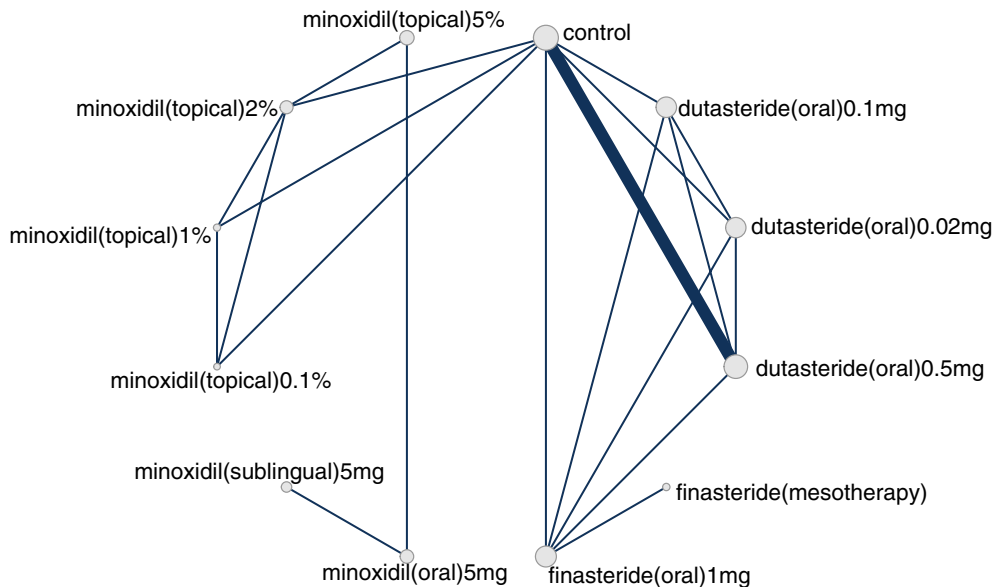 minoxidil(topical)5%
control
minoxidil(topical)2%
dutasteride(oral)0.1mg
minoxidil(topical)1%
dutasteride(oral)0.02mg
minoxidil(topical)0.1%
dutasteride(oral)0.5mg
minoxidil(sublingual)5mg
finasteride(mesotherapy)
minoxidil(oral)5mg
finasteride(oral)1mg